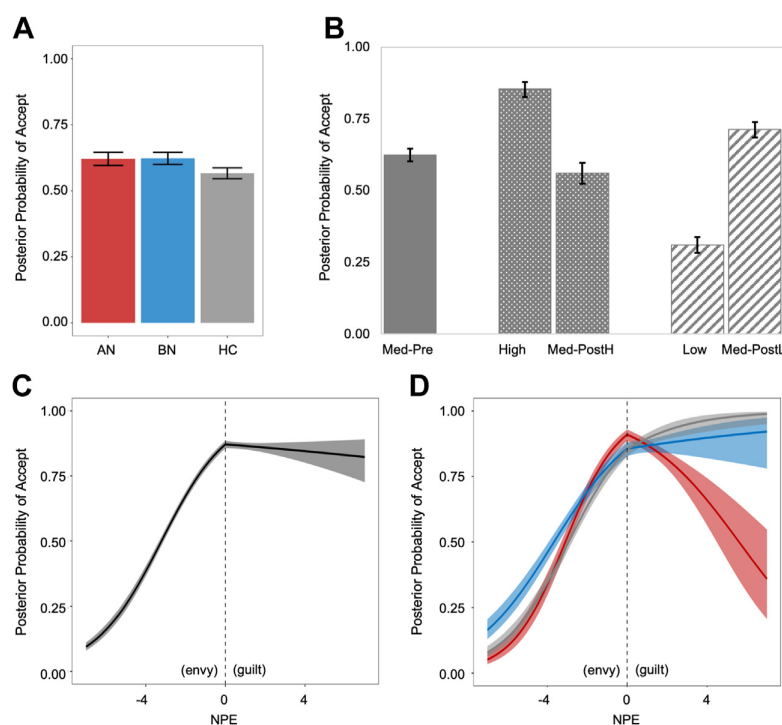 A
Posterior Probability of Accept
1.00
0.75
0.50
0.25
0.00
AN BN HC
B
Posterior Probability of Accept
1.00
0.75
0.50
0.25
0.00
Med-Pre High Med-PostH Low Med-PostL
C
Posterior Probability of Accept
1.00
0.75
0.50
0.25
0.00
(envy) (guilt)
-4 0 4
NPE
D
Posterior Probability of Accept
1.00
0.75
0.50
0.25
0.00
(envy) (guilt)
-4 0 4
NPE